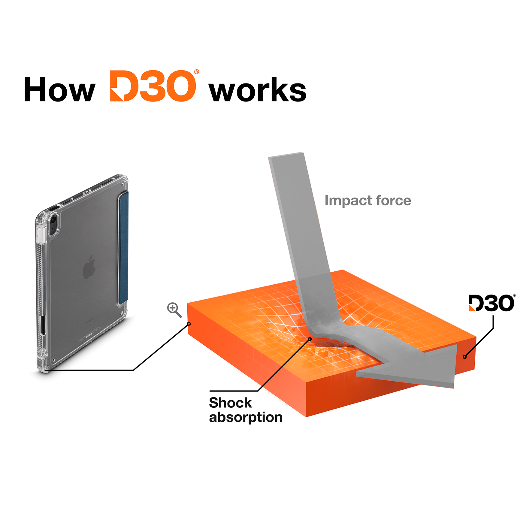 How D3O® works
Impact force
D3O®
Shock
absorption